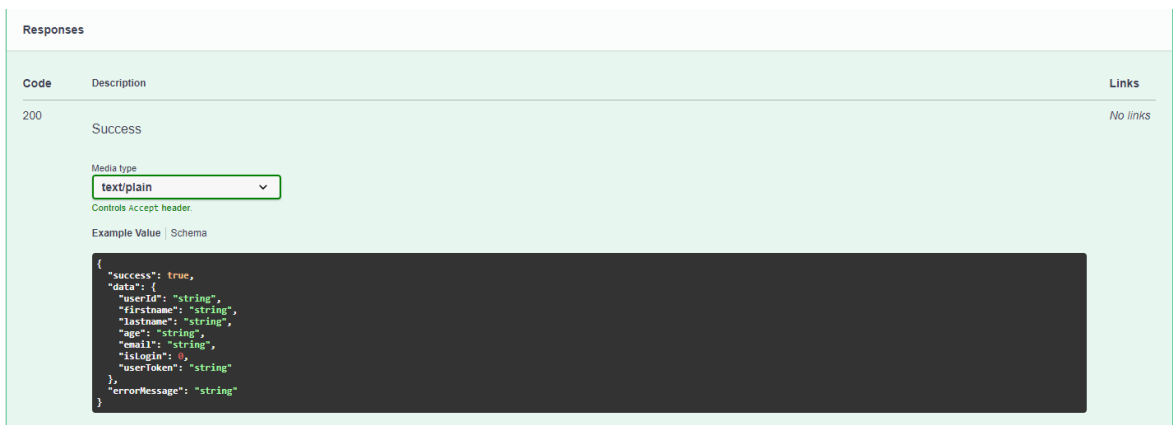 Responses
Code Description Links
200 Success No links
Media type
text/plain
Controls Accept header.
Example Value Schema
{
  "success": true,
  "data": {
    "userId": "string",
    "firstname": "string",
    "lastname": "string",
    "age": "string",
    "email": "string",
    "isLogin": 0,
    "userToken": "string"
  },
  "errorMessage": "string"
}